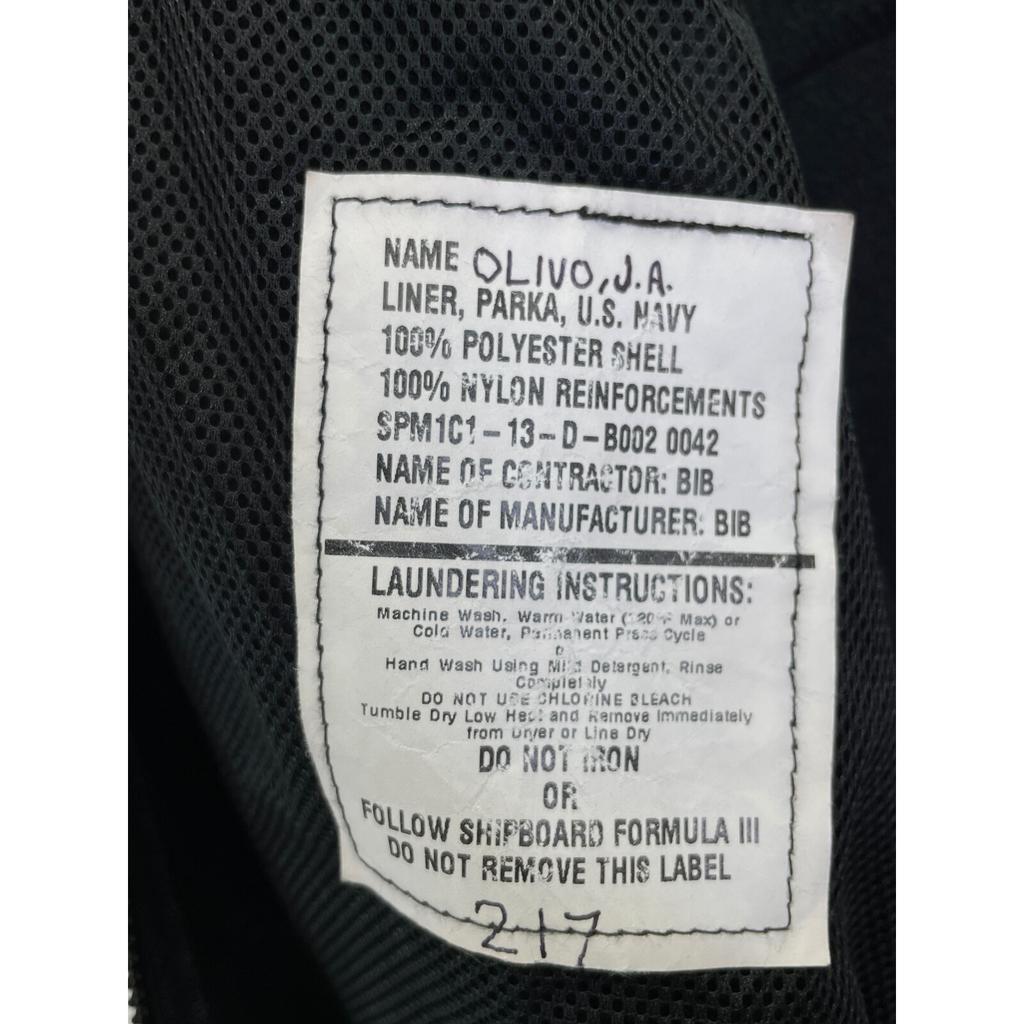 NAME OLIVO, J.A.
LINER, PARKA, U.S. NAVY
100% POLYESTER SHELL
100% NYLON REINFORCEMENTS
SPM1C1-13-D-B002 0042
NAME OF CONTRACTOR: BIB
NAME OF MANUFACTURER: BIB
LAUNDERING INSTRUCTIONS:
Machine Wash, Warm Water (120°F Max) or
Cold Water, Permanent Press Cycle
Hand Wash Using Mild Detergent, Rinse
Completely
DO NOT USE CHLORINE BLEACH
Tumble Dry Low Heat and Remove Immediately
from Dryer or Line Dry
DO NOT IRON
OR
FOLLOW SHIPBOARD FORMULA III
DO NOT REMOVE THIS LABEL
217